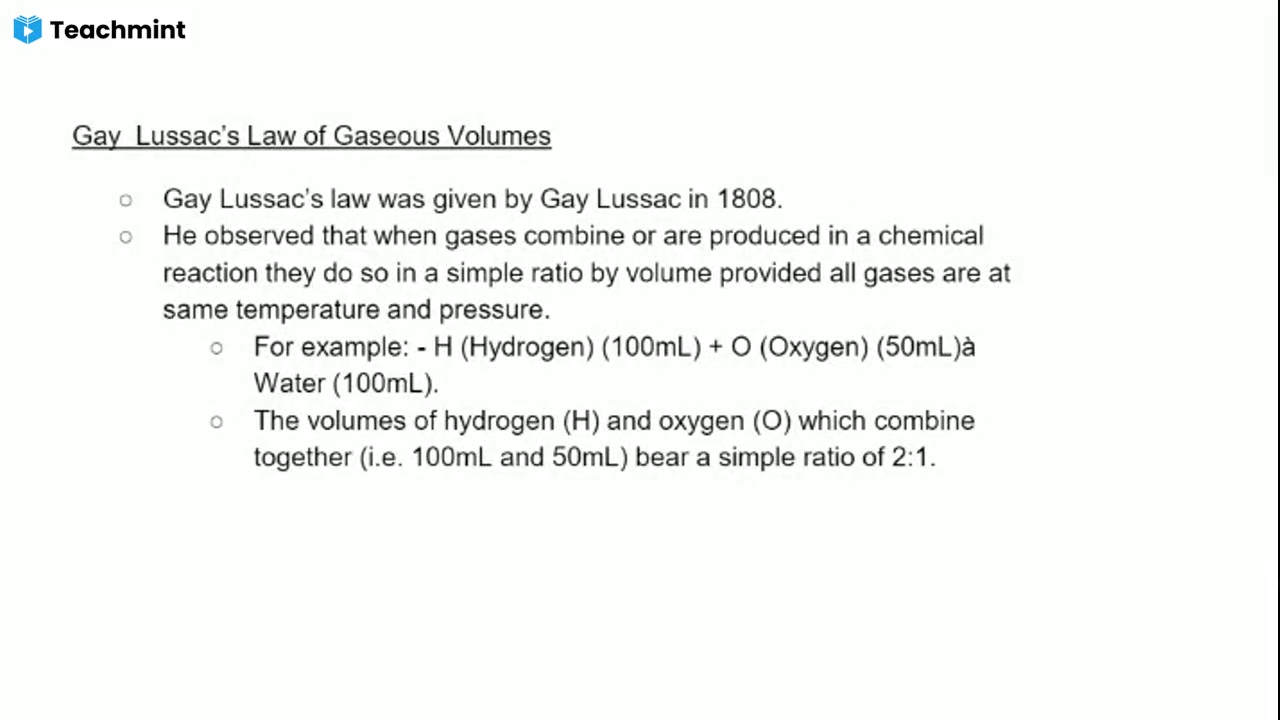 Teachmint
Gay Lussac's Law of Gaseous Volumes
Gay Lussac's law was given by Gay Lussac in 1808.
He observed that when gases combine or are produced in a chemical
reaction they do so in a simple ratio by volume provided all gases are at
same temperature and pressure.
For example: - H (Hydrogen) (100mL) + O (Oxygen) (50mL)à
Water (100mL).
The volumes of hydrogen (H) and oxygen (O) which combine
together (i.e. 100mL and 50mL) bear a simple ratio of 2:1.